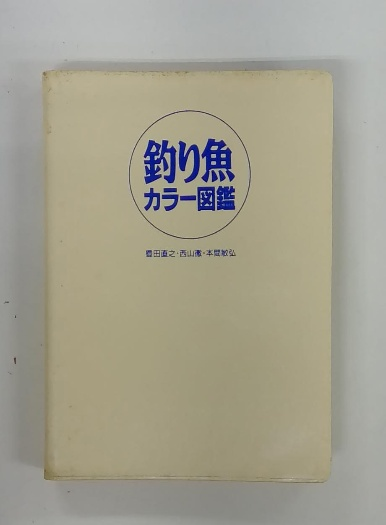 釣り魚
カラー図鑑
豊田直之・西山徹・本間敏弘